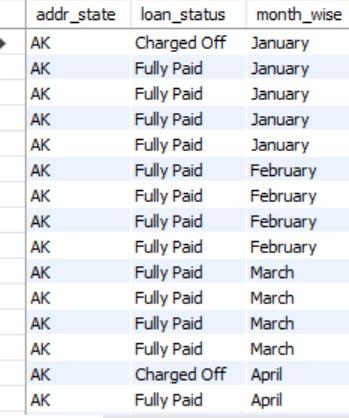 addr_state loan_status month_wise
AK Charged Off January
AK Fully Paid January
AK Fully Paid January
AK Fully Paid January
AK Fully Paid January
AK Fully Paid February
AK Fully Paid February
AK Fully Paid February
AK Fully Paid February
AK Fully Paid March
AK Fully Paid March
AK Fully Paid March
AK Fully Paid March
AK Charged Off April
AK Fully Paid April